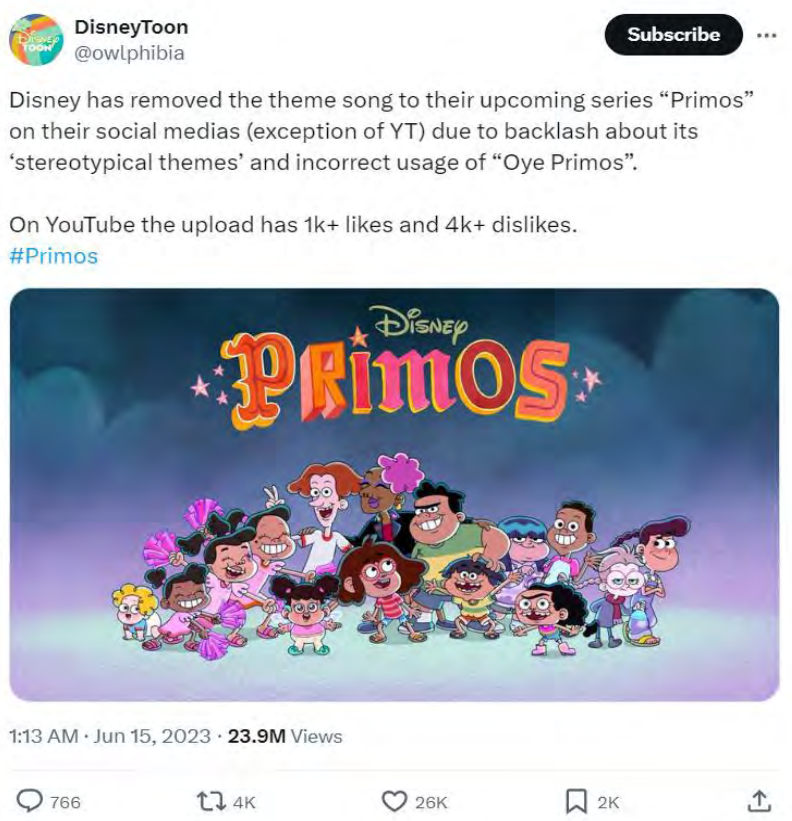 DisneyToon
@owlphibia
Subscribe
Disney has removed the theme song to their upcoming series “Primos”
on their social medias (exception of YT) due to backlash about its
‘stereotypical themes’ and incorrect usage of “Oye Primos”.
On YouTube the upload has 1k+ likes and 4k+ dislikes.
#Primos
DISNEY
PRIMOS
1:13 AM · Jun 15, 2023 · 23.9M Views
766 4K 26K 2K